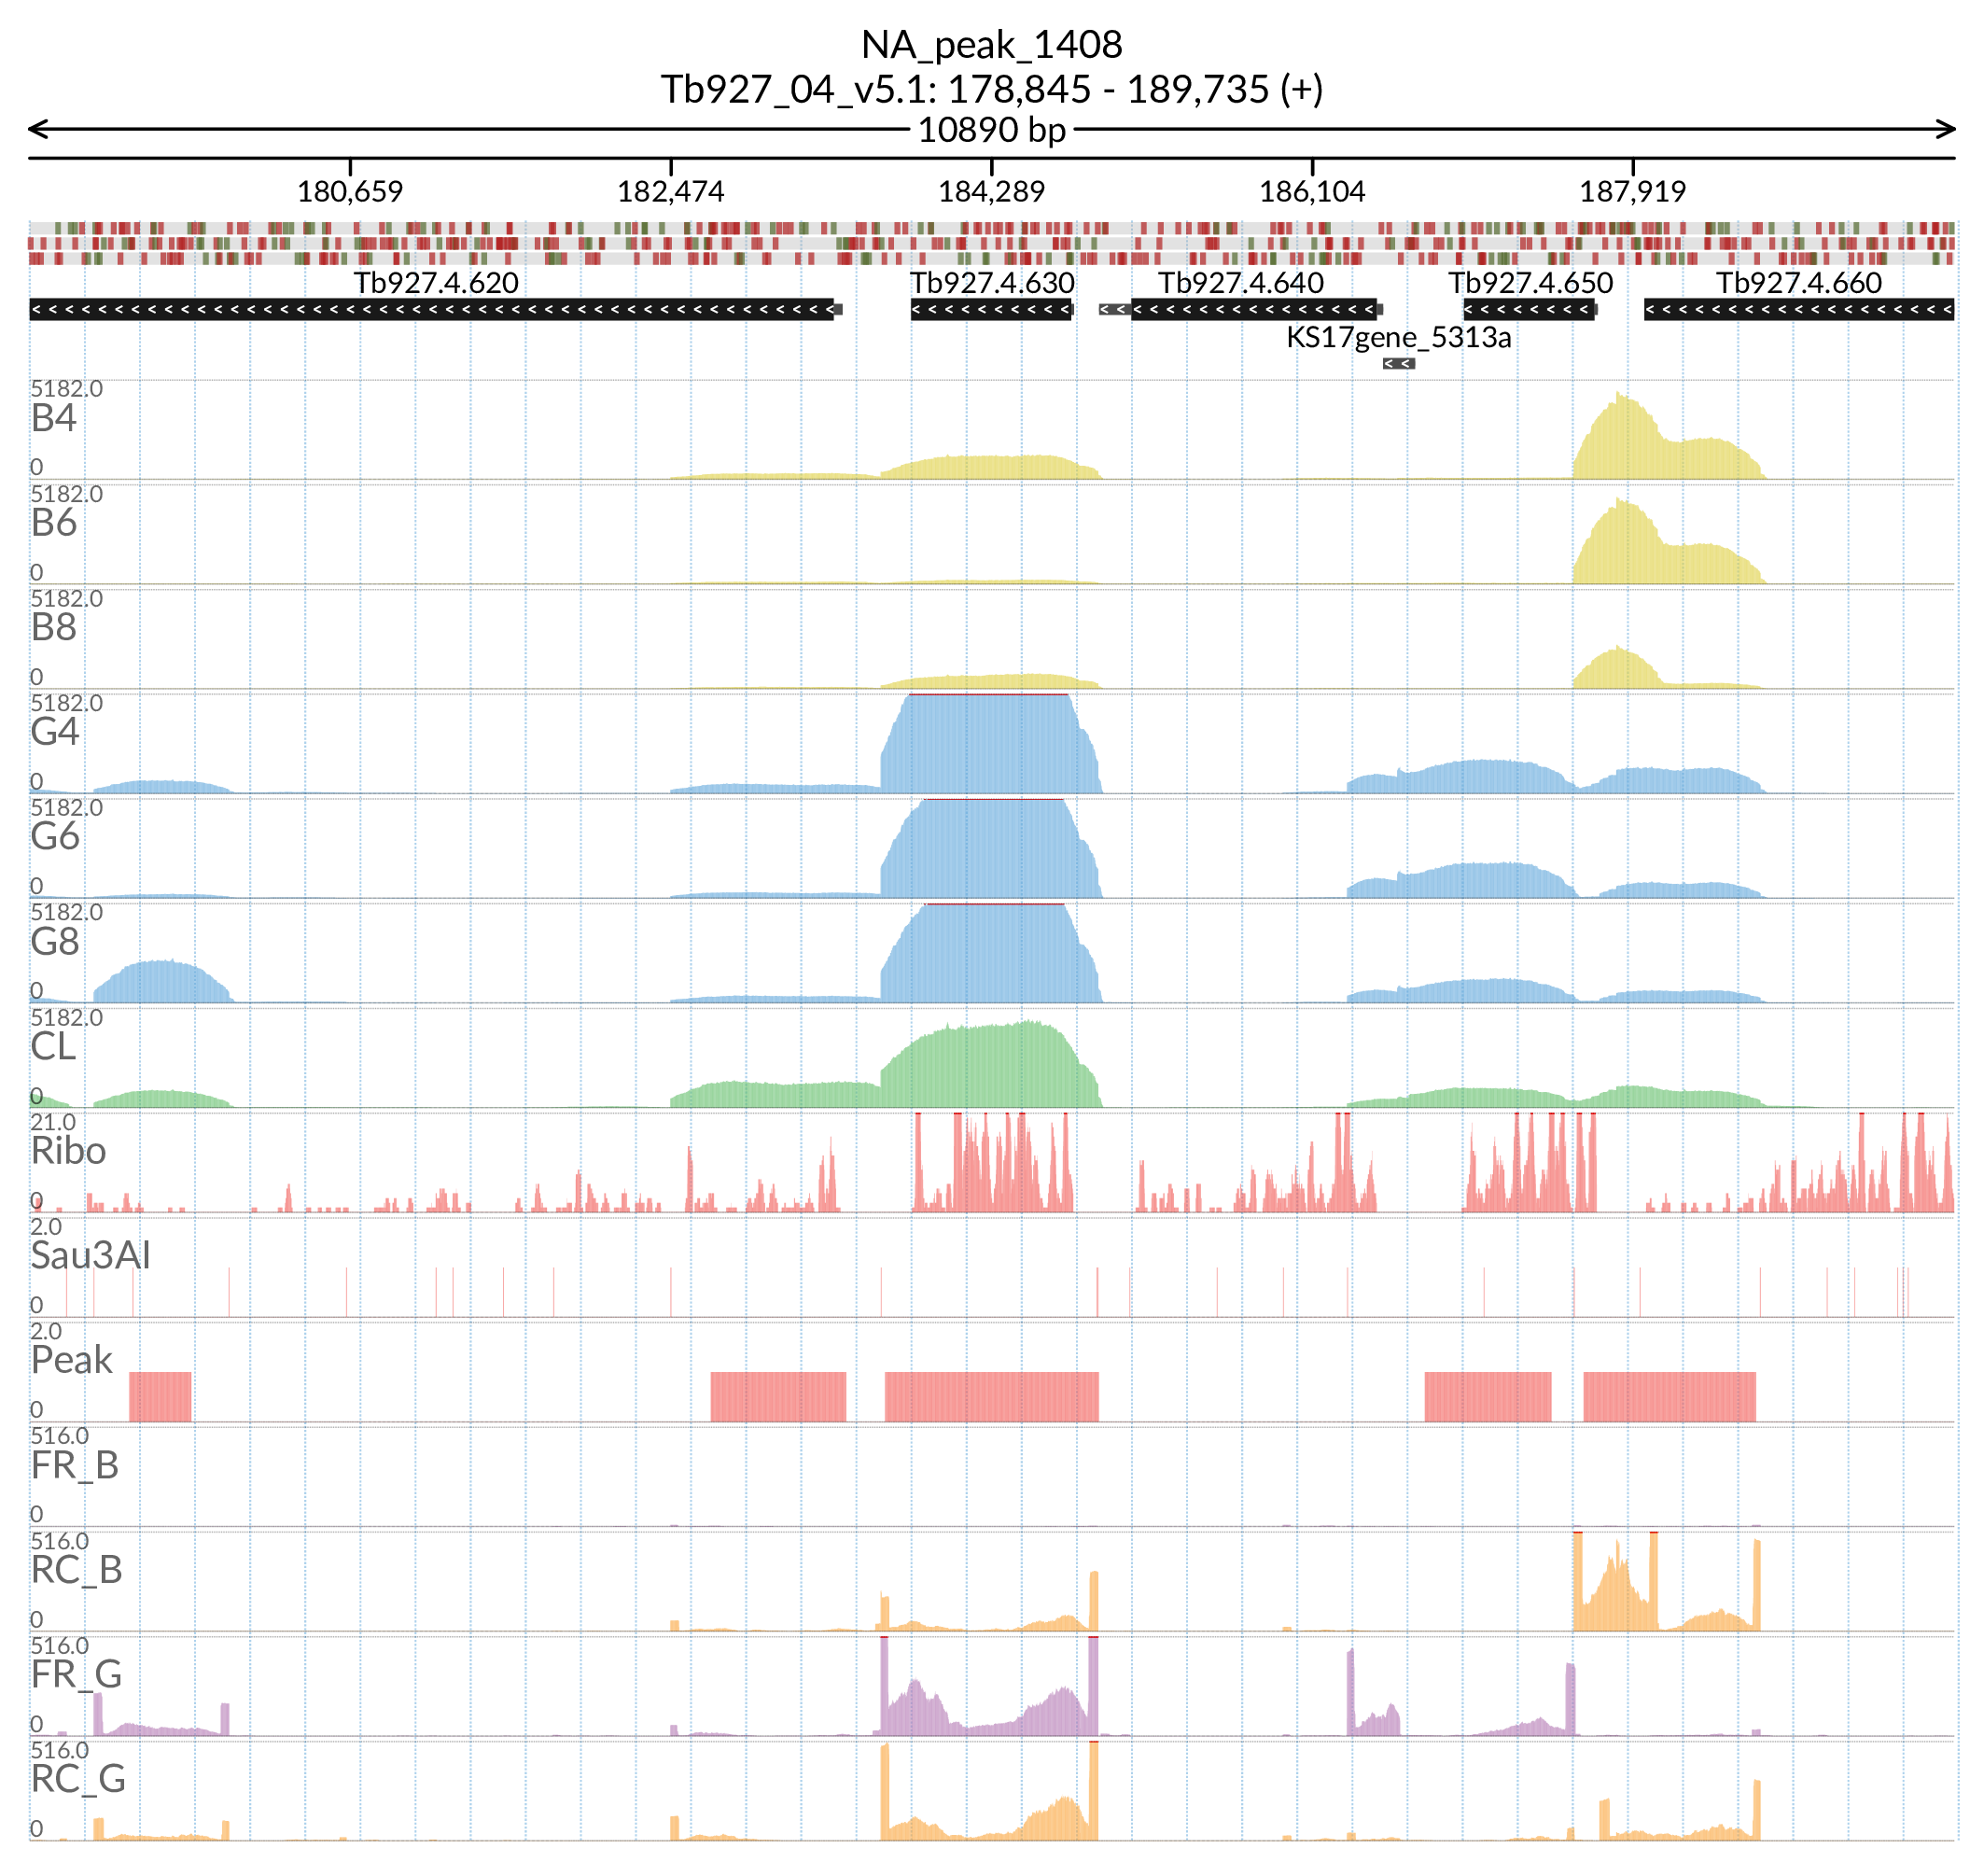 NA_peak_1408
Tb927_04_v5.1: 178,845 - 189,735 (+)
10890 bp
180,659 182,474 184,289 186,104 187,919
Tb927.4.620 Tb927.4.630 Tb927.4.640 Tb927.4.650 Tb927.4.660
KS17gene_5313a
5182.0
B4
0
5182.0
B6
0
5182.0
B8
0
5182.0
G4
0
5182.0
G6
0
5182.0
G8
0
5182.0
CL
0
21.0
Ribo
0
2.0
Sau3AI
0
2.0
Peak
0
516.0
FR_B
0
516.0
RC_B
0
516.0
FR_G
0
516.0
RC_G
0